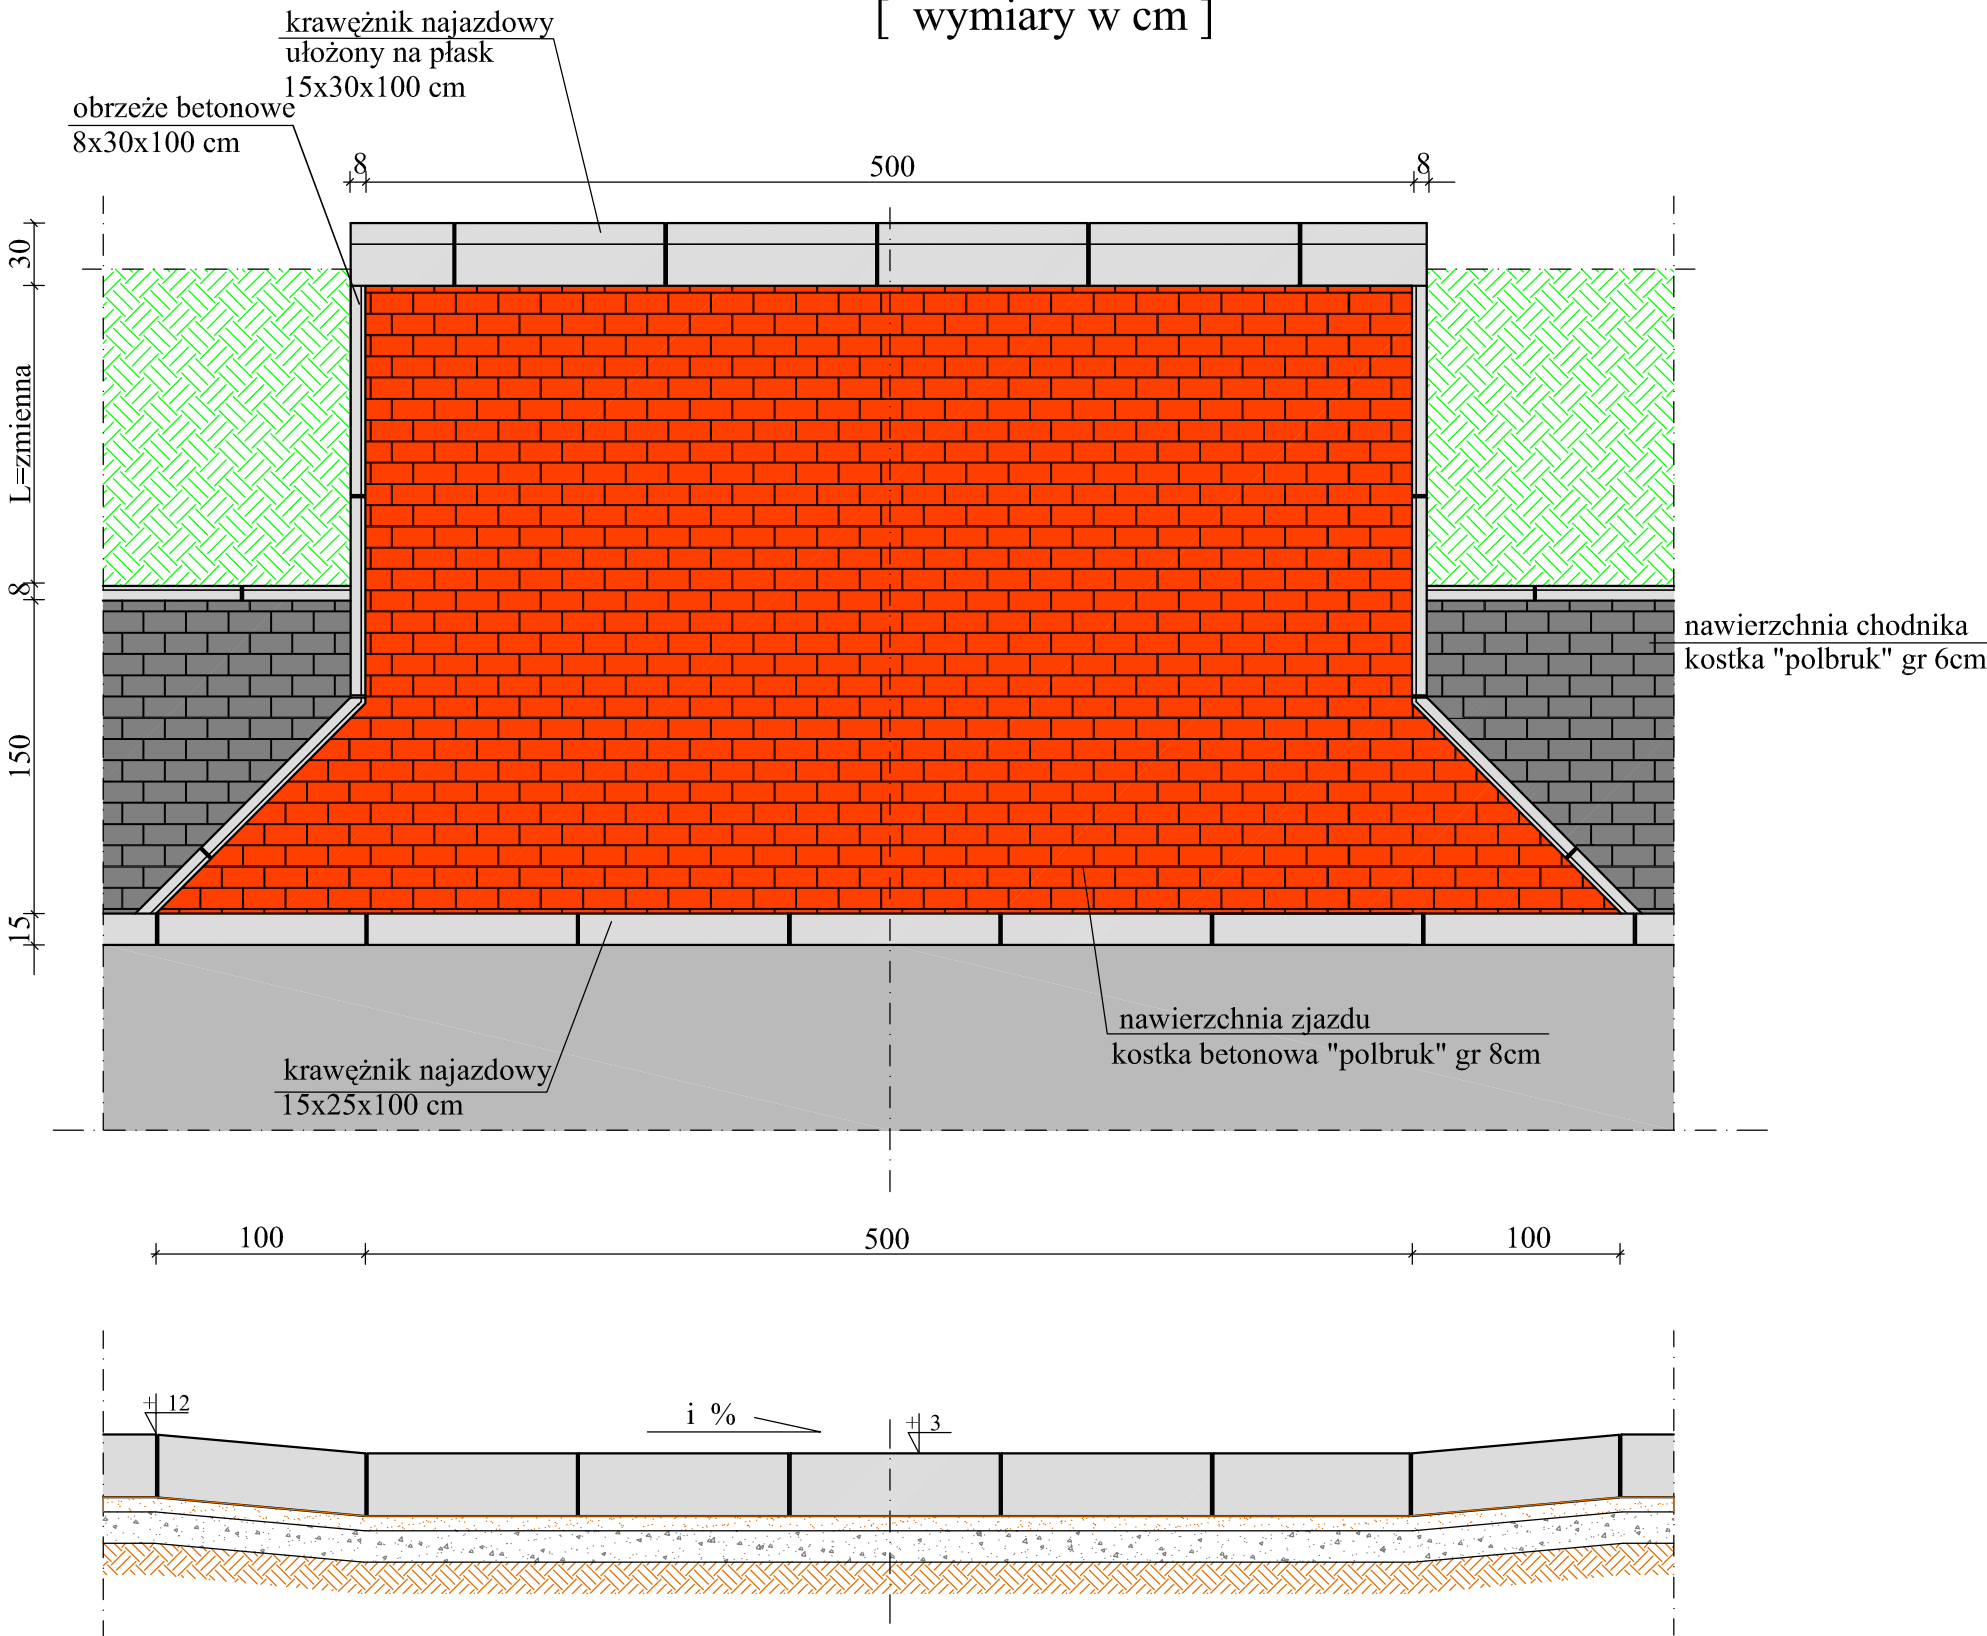 [ wymiary w cm ]
krawężnik najazdowy
ułożony na płask
15x30x100 cm
obrzeże betonowe
8x30x100 cm
8
500
8
30
L=zmienna
8
150
15
nawierzchnia chodnika
kostka "polbruk" gr 6cm
nawierzchnia zjazdu
kostka betonowa "polbruk" gr 8cm
krawężnik najazdowy
15x25x100 cm
100
500
100
+ 12
i %
+ 3